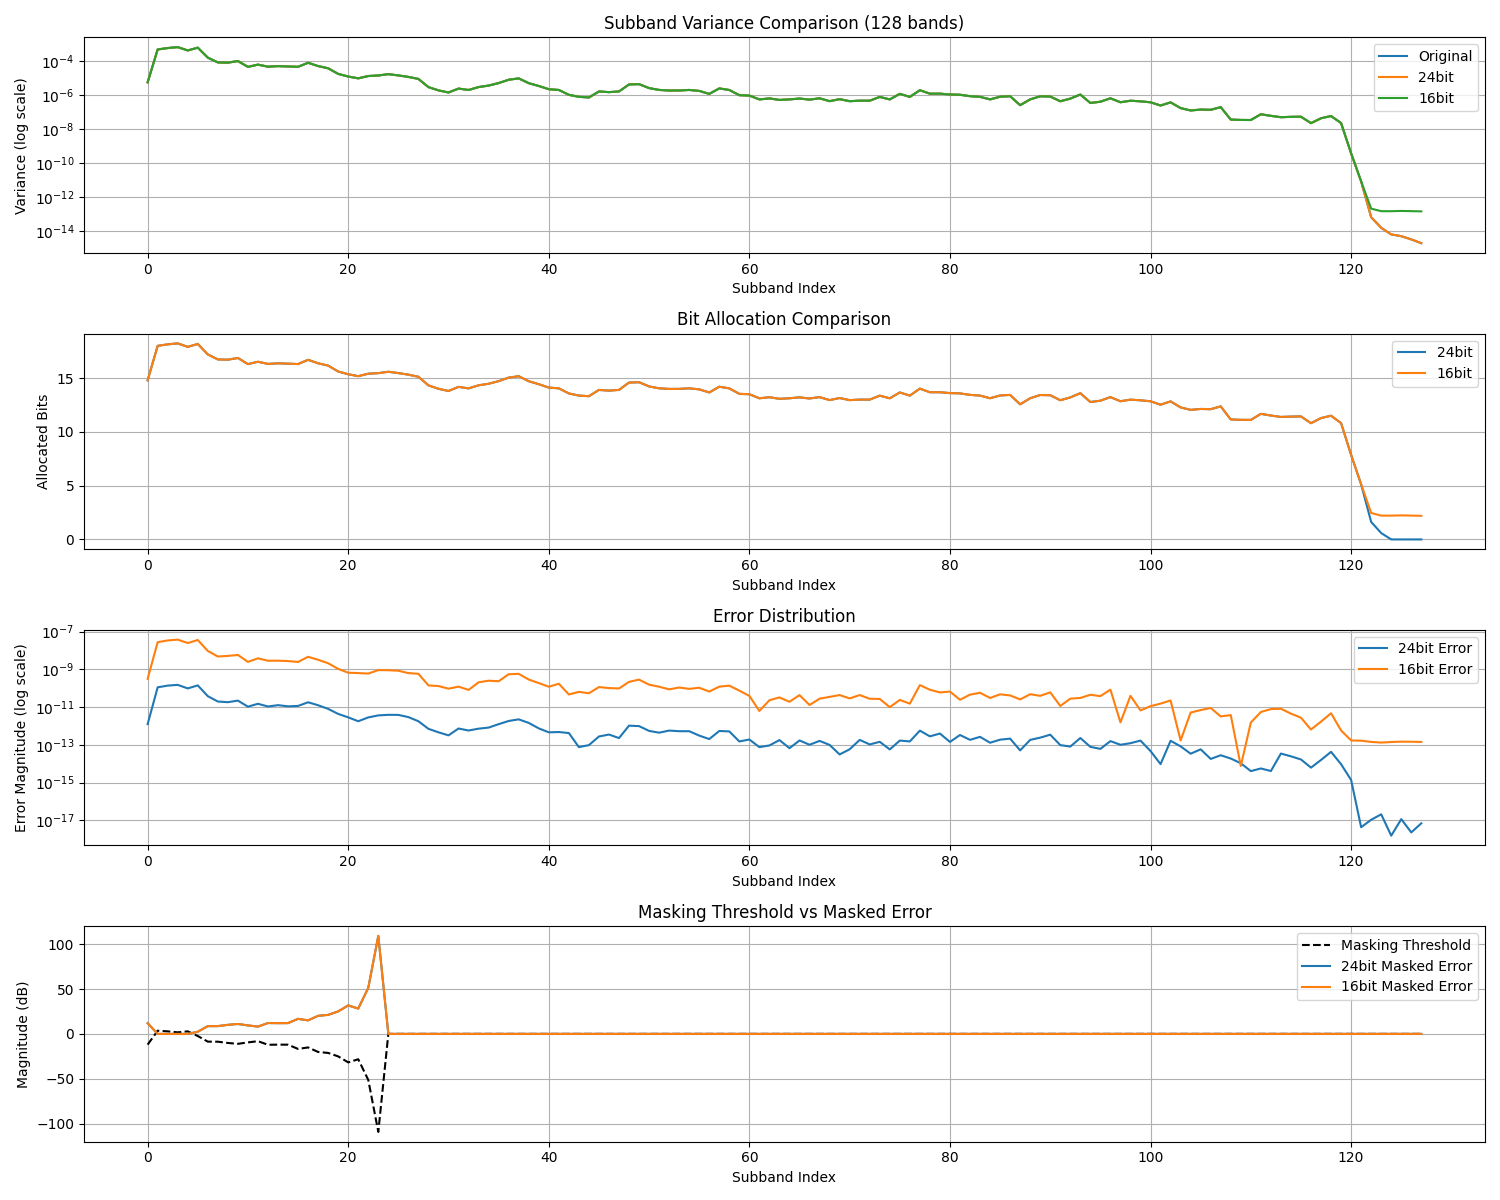 Subband Variance Comparison (128 bands)
Variance (log scale)
10⁻⁴
10⁻⁶
10⁻⁸
10⁻¹⁰
10⁻¹²
10⁻¹⁴
Original
24bit
16bit
0 20 40 60 80 100 120
Subband Index
Bit Allocation Comparison
Allocated Bits
15
10
5
0
24bit
16bit
0 20 40 60 80 100 120
Subband Index
Error Distribution
Error Magnitude (log scale)
10⁻⁷
10⁻⁹
10⁻¹¹
10⁻¹³
10⁻¹⁵
10⁻¹⁷
24bit Error
16bit Error
0 20 40 60 80 100 120
Subband Index
Masking Threshold vs Masked Error
Magnitude (dB)
100
50
0
−50
−100
Masking Threshold
24bit Masked Error
16bit Masked Error
0 20 40 60 80 100 120
Subband Index